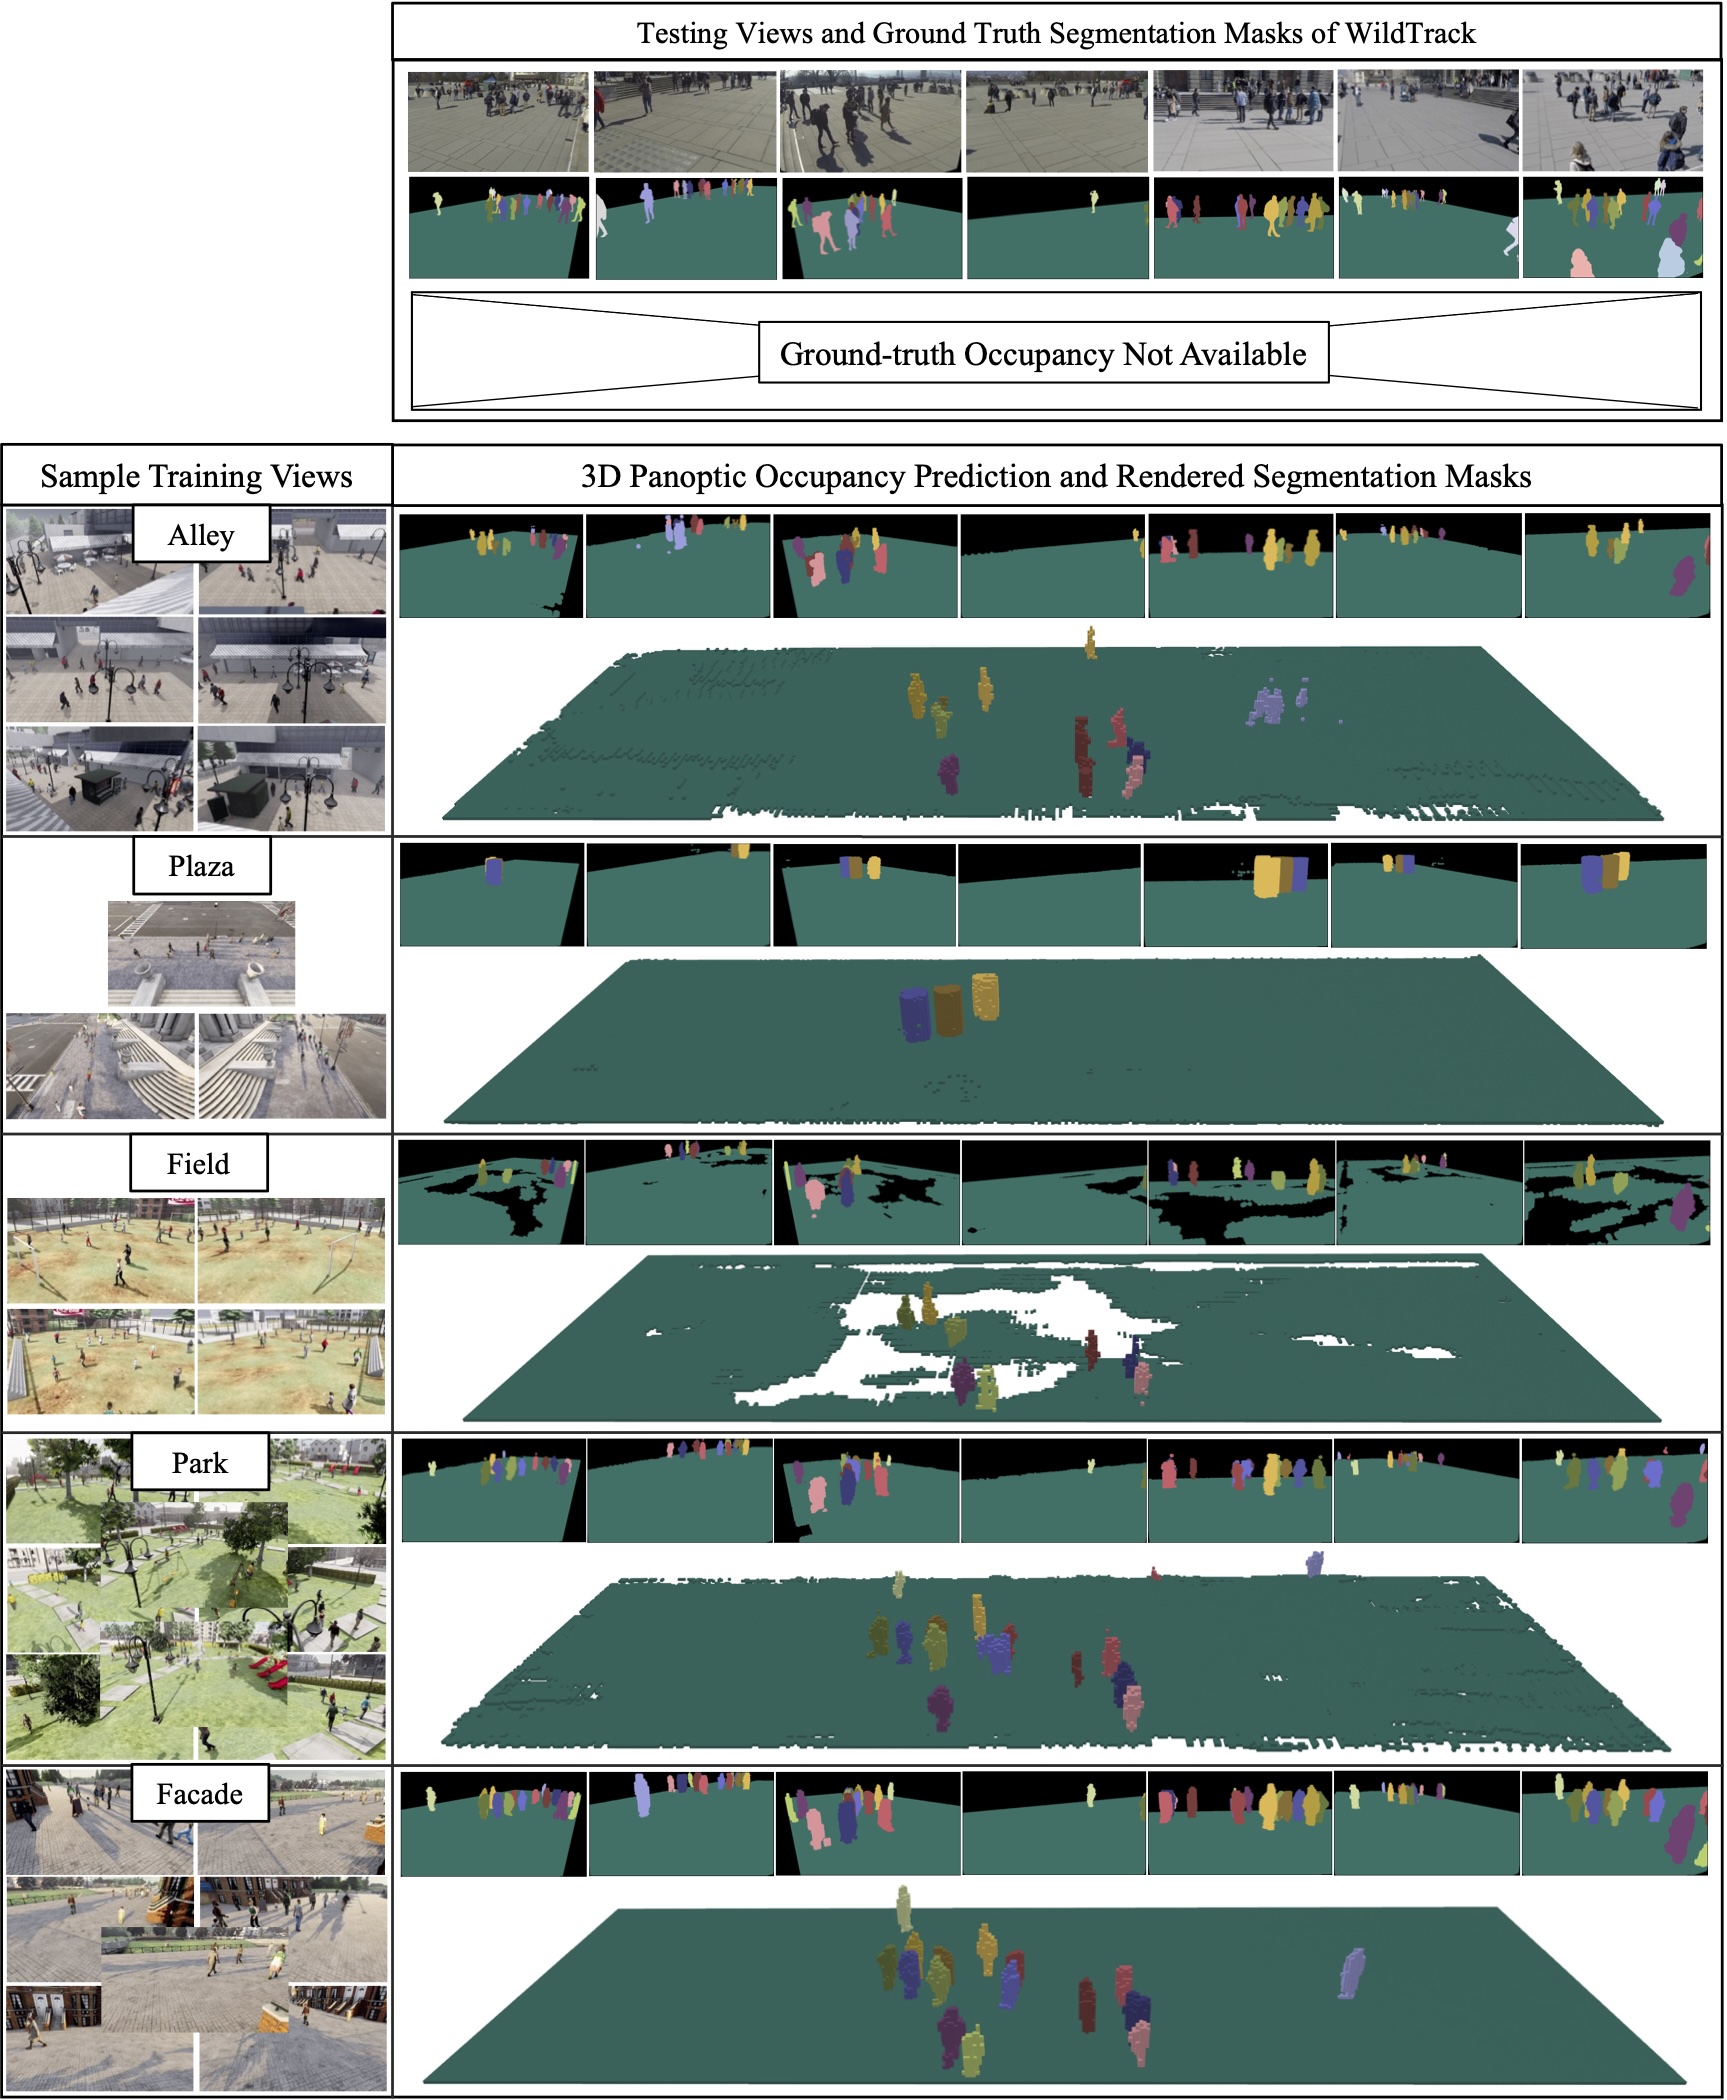 Testing Views and Ground Truth Segmentation Masks of WildTrack
Ground-truth Occupancy Not Available
Sample Training Views
3D Panoptic Occupancy Prediction and Rendered Segmentation Masks
Alley
Plaza
Field
Park
Facade